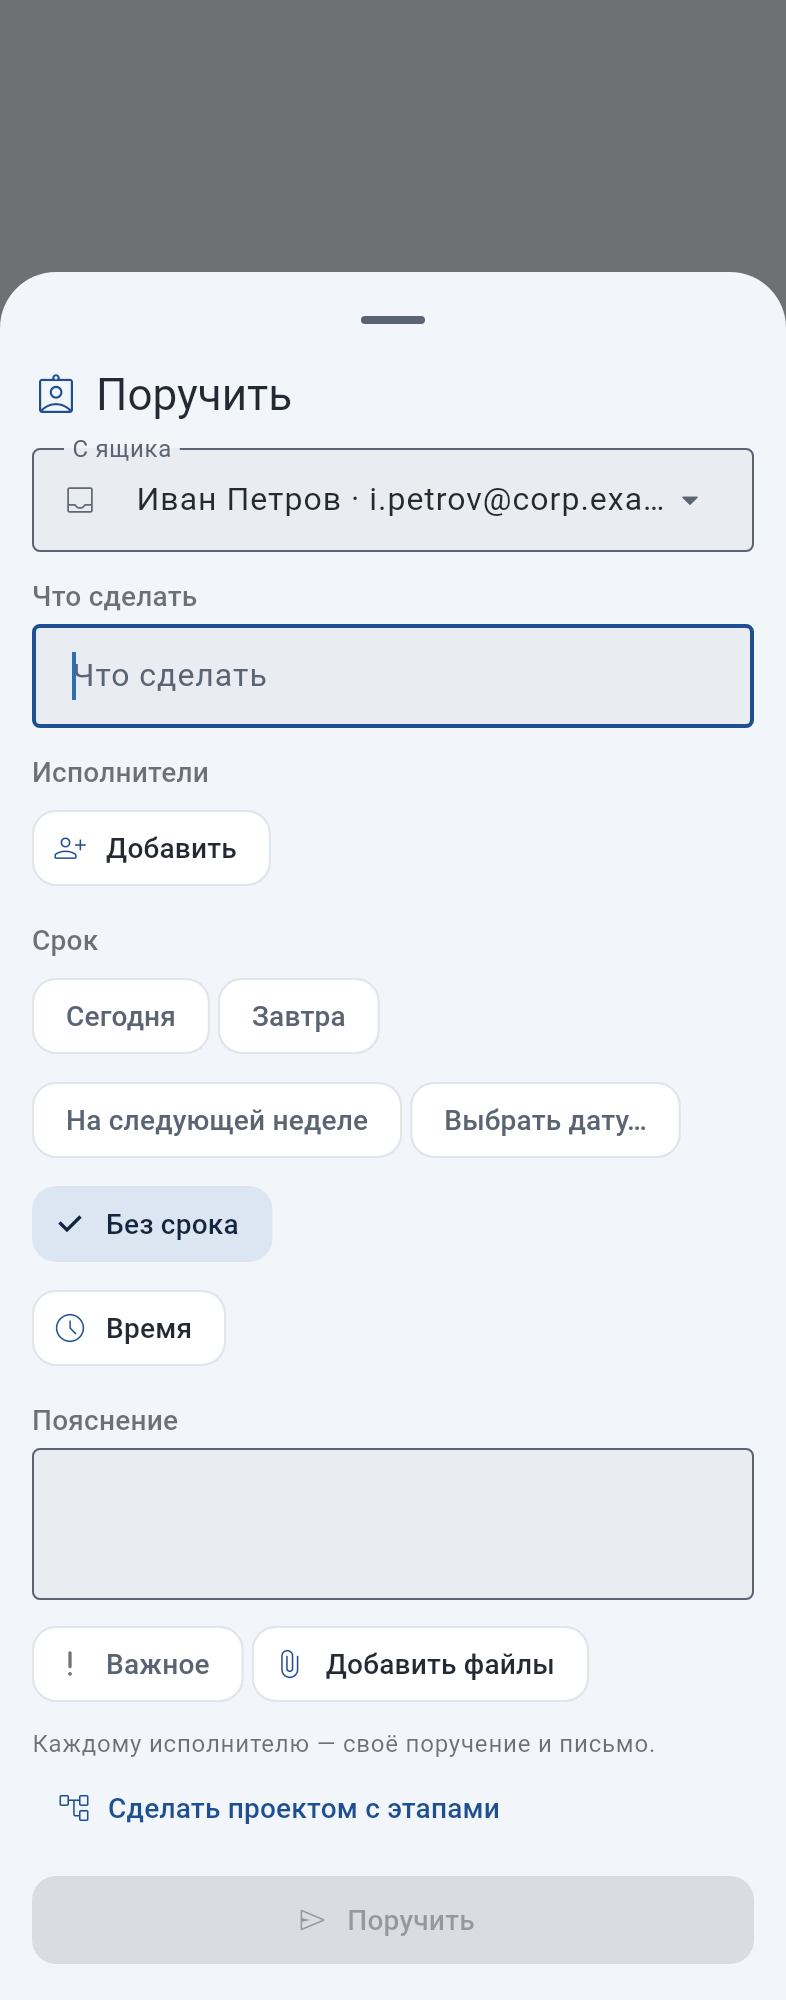 Поручить
С ящика
Иван Петров · i.petrov@corp.exa…
Что сделать
Что сделать
Исполнители
Добавить
Срок
Сегодня
Завтра
На следующей неделе
Выбрать дату…
Без срока
Время
Пояснение
Важное
Добавить файлы
Каждому исполнителю — своё поручение и письмо.
Сделать проектом с этапами
Поручить